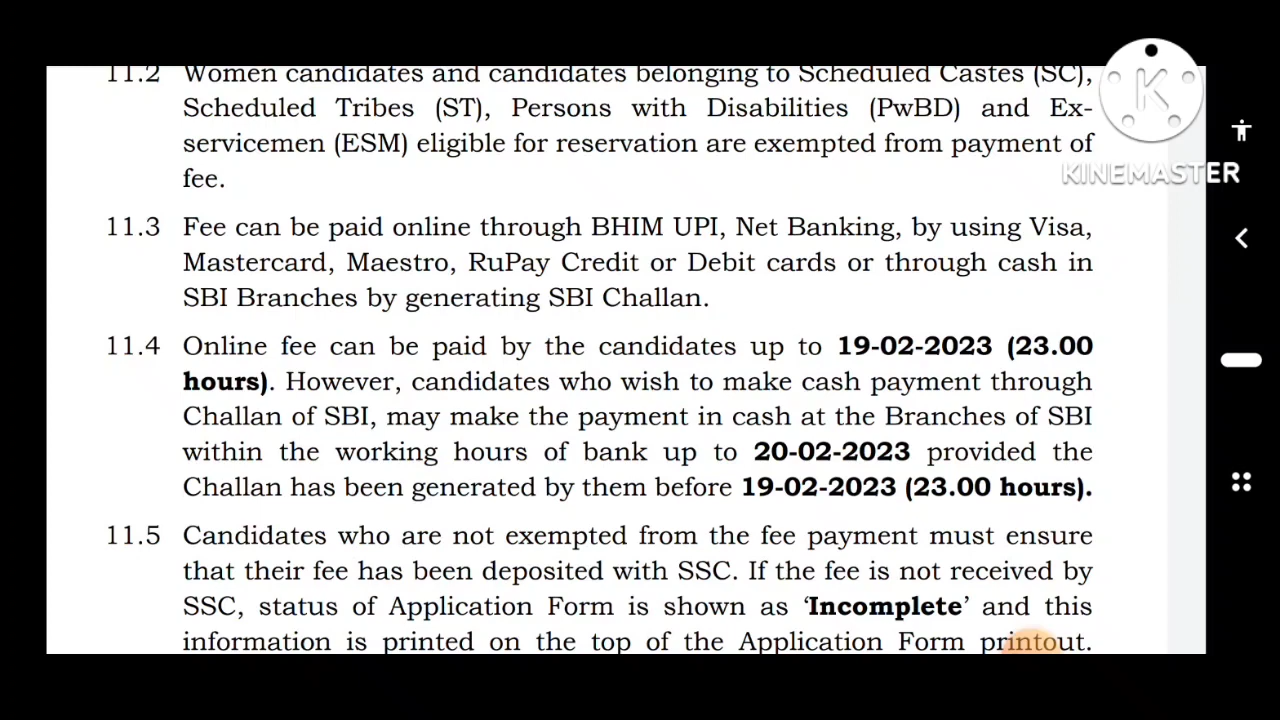 11.2 Women candidates and candidates belonging to Scheduled Castes (SC),
Scheduled Tribes (ST), Persons with Disabilities (PwBD) and Ex-
servicemen (ESM) eligible for reservation are exempted from payment of
fee.
11.3 Fee can be paid online through BHIM UPI, Net Banking, by using Visa,
Mastercard, Maestro, RuPay Credit or Debit cards or through cash in
SBI Branches by generating SBI Challan.
11.4 Online fee can be paid by the candidates up to 19-02-2023 (23.00
hours). However, candidates who wish to make cash payment through
Challan of SBI, may make the payment in cash at the Branches of SBI
within the working hours of bank up to 20-02-2023 provided the
Challan has been generated by them before 19-02-2023 (23.00 hours).
11.5 Candidates who are not exempted from the fee payment must ensure
that their fee has been deposited with SSC. If the fee is not received by
SSC, status of Application Form is shown as ‘Incomplete’ and this
information is printed on the top of the Application Form printout.
K
KINEMASTER